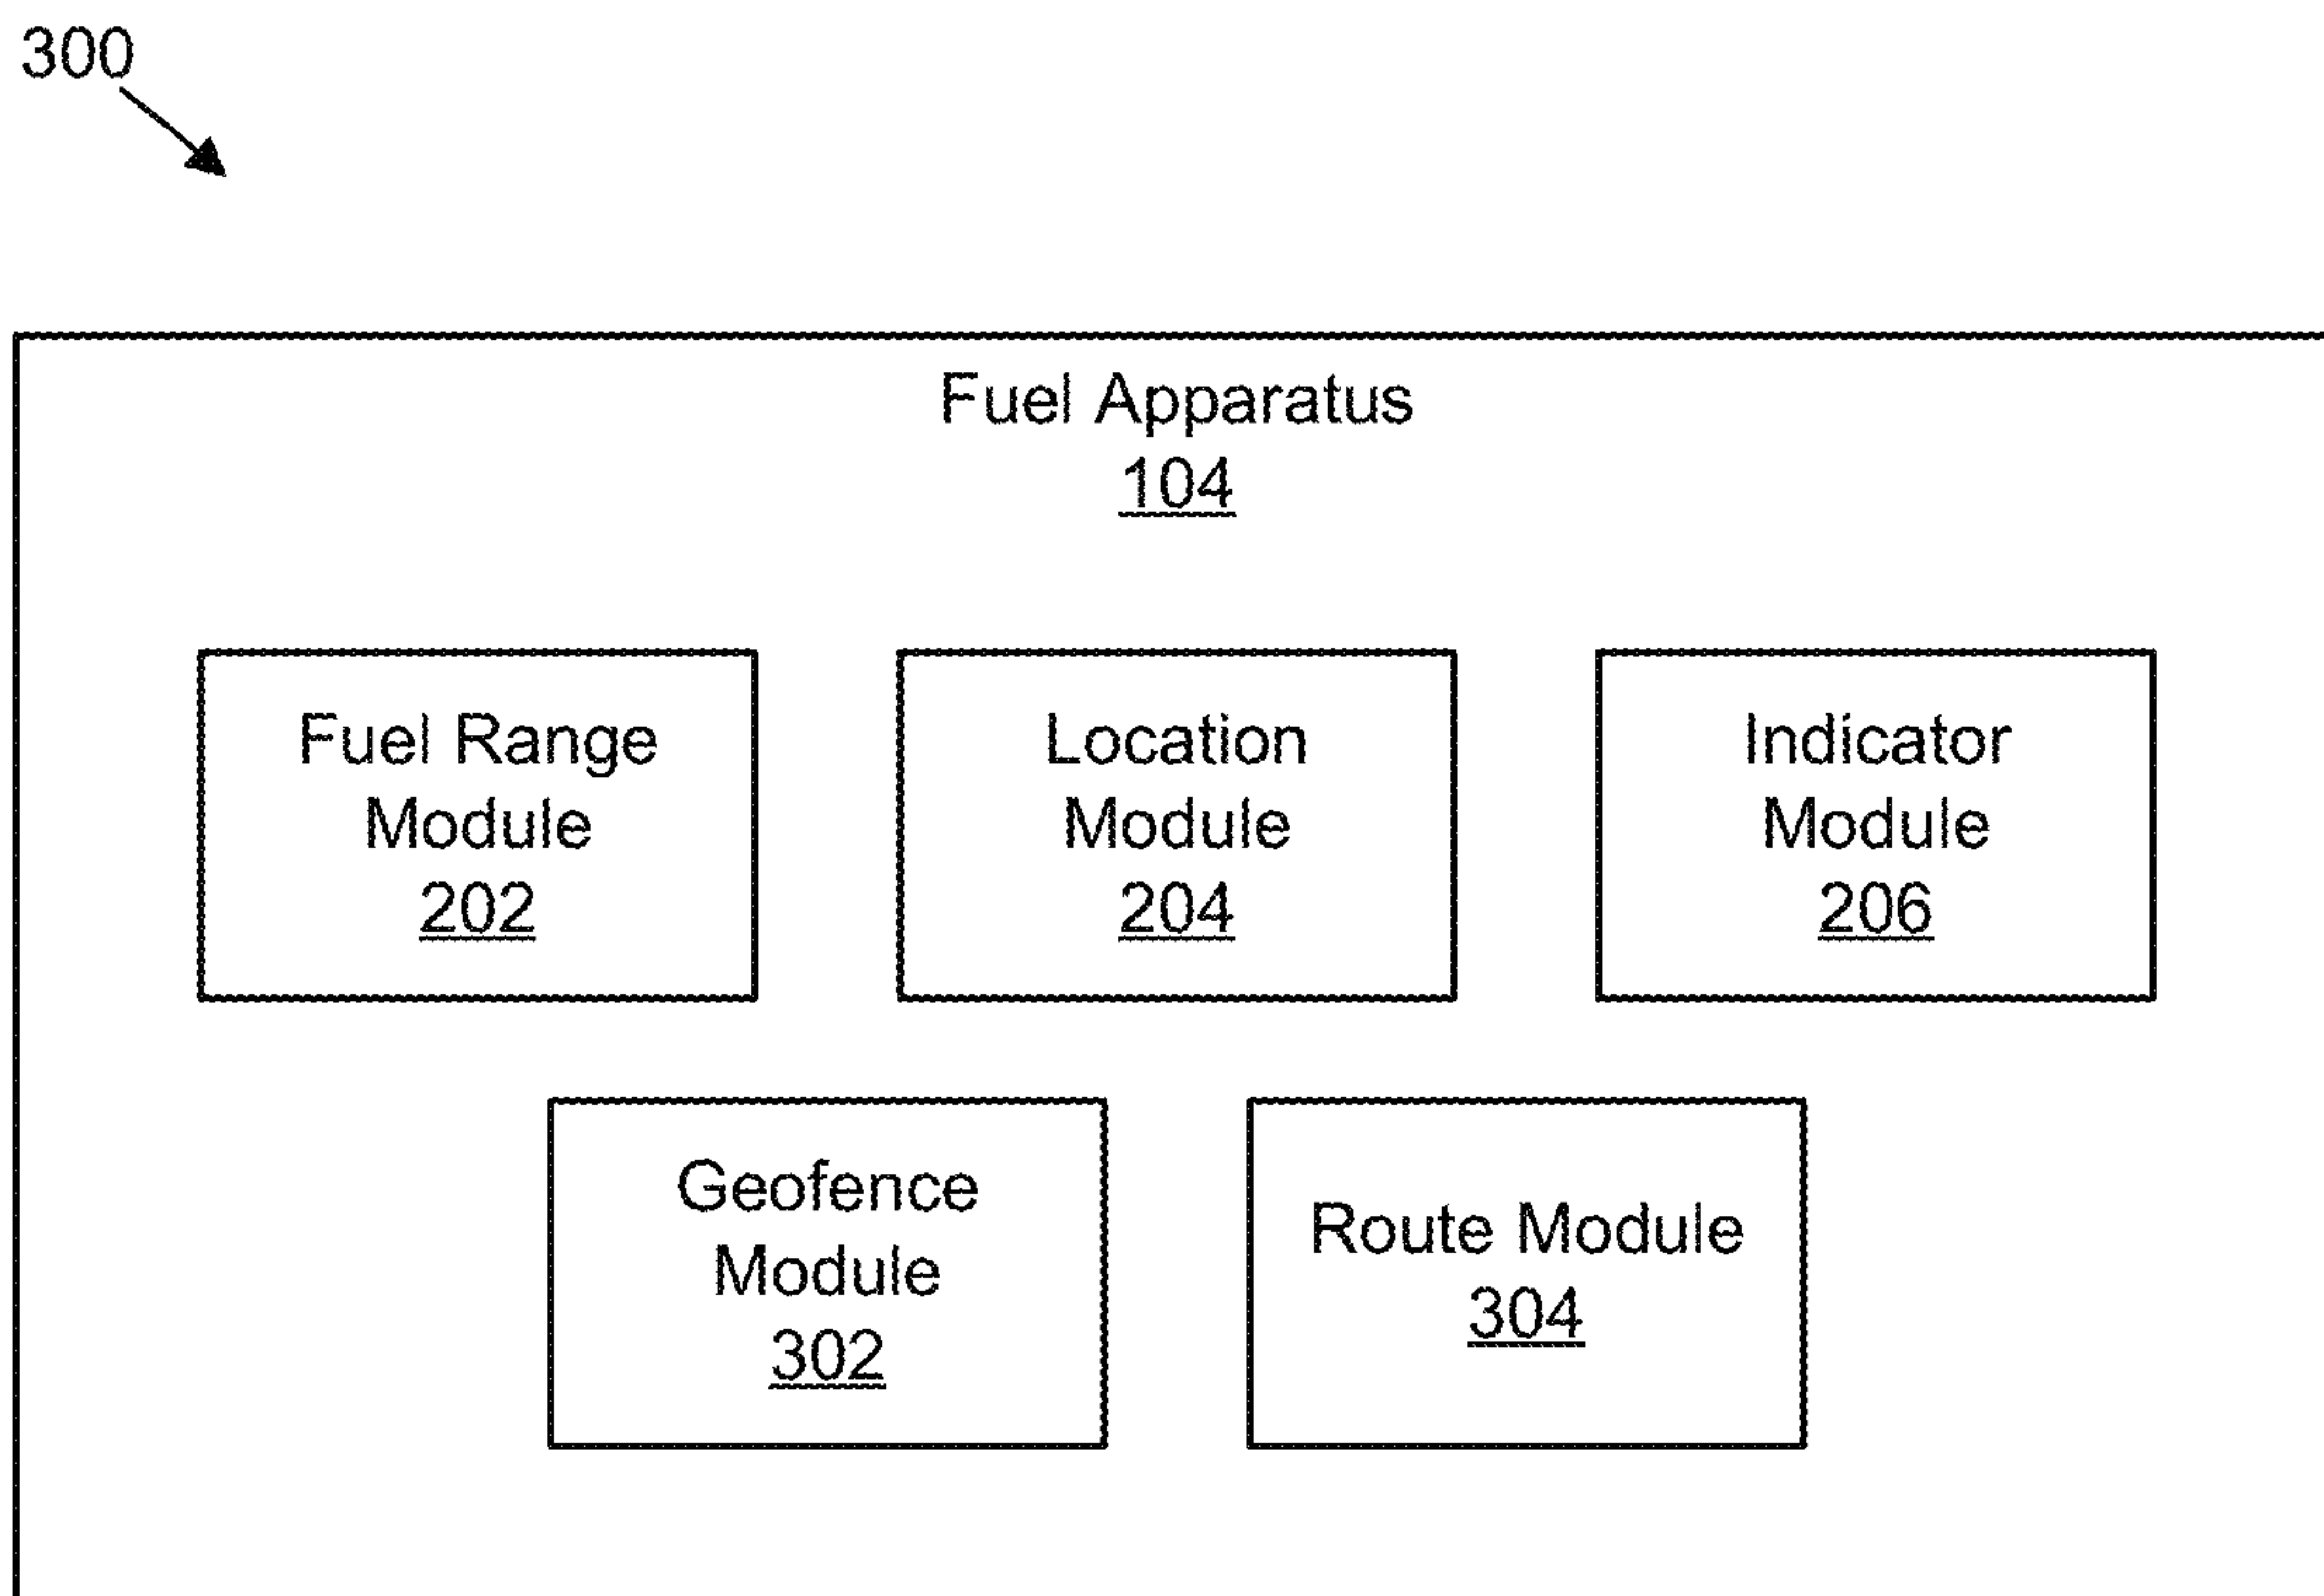 300
Fuel Apparatus
104
Fuel Range
Module
202
Location
Module
204
Indicator
Module
206
Geofence
Module
302
Route Module
304